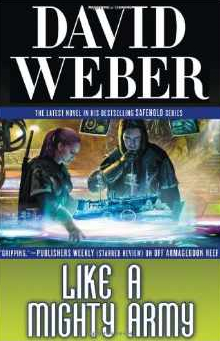 DAVID
WEBER
THE LATEST NOVEL IN HIS BESTSELLING SAFEHOLD SERIES
"GRIPPING."—PUBLISHERS WEEKLY (STARRED REVIEW) ON OFF ARMAGEDDON REEF
LIKE A
MIGHTY ARMY